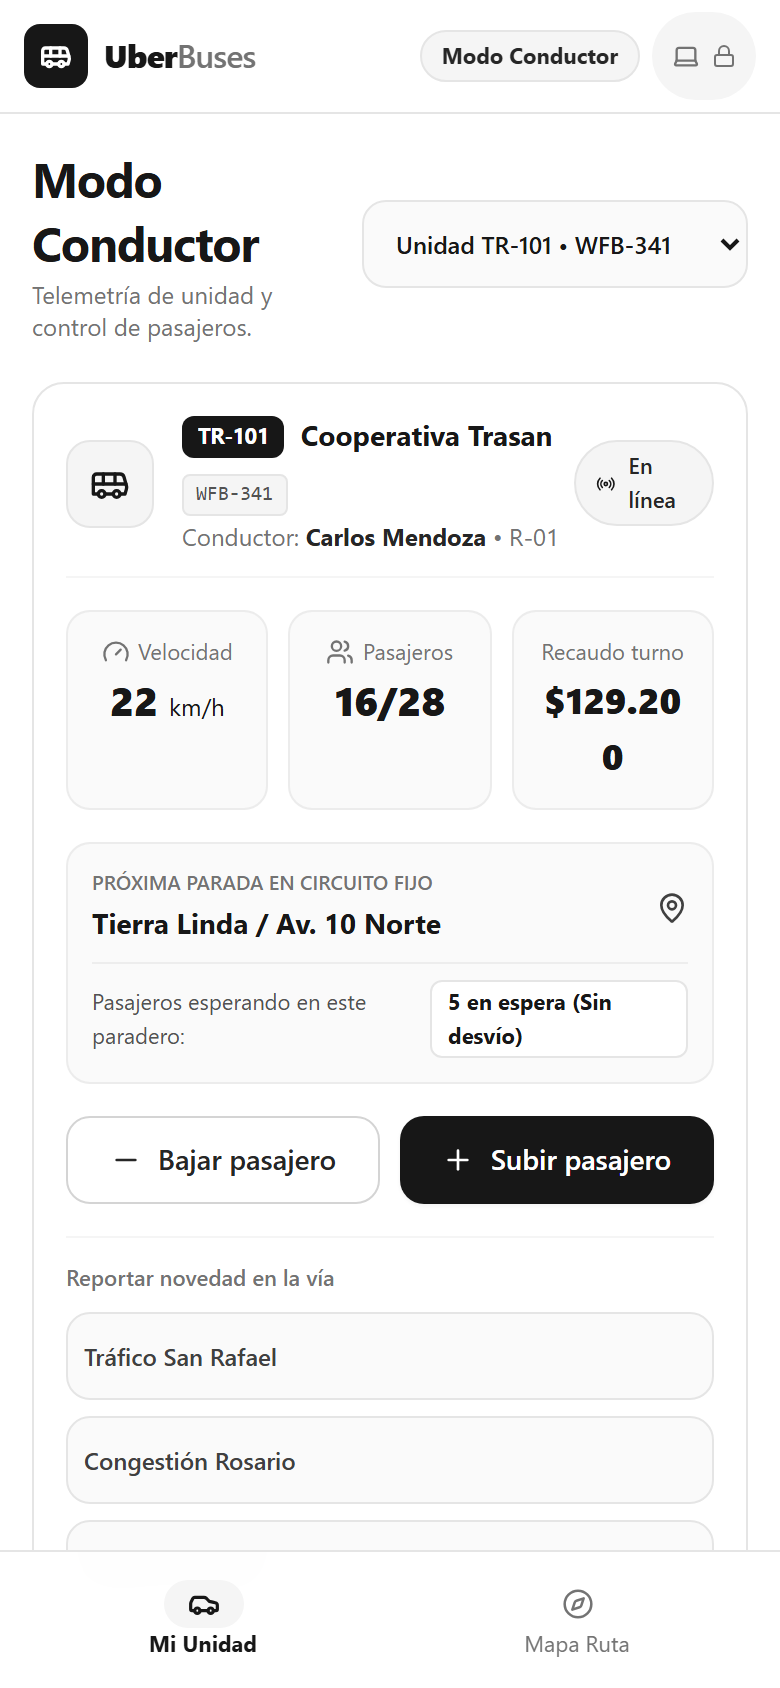 UberBuses
Modo Conductor
Modo
Conductor
Telemetría de unidad y
control de pasajeros.
Unidad TR-101 • WFB-341
TR-101 Cooperativa Trasan
WFB-341
Conductor: Carlos Mendoza • R-01
En
línea
Velocidad
22 km/h
Pasajeros
16/28
Recaudo turno
$129.20
0
PRÓXIMA PARADA EN CIRCUITO FIJO
Tierra Linda / Av. 10 Norte
Pasajeros esperando en este
paradero:
5 en espera (Sin
desvío)
Bajar pasajero
Subir pasajero
Reportar novedad en la vía
Tráfico San Rafael
Congestión Rosario
Mi Unidad
Mapa Ruta